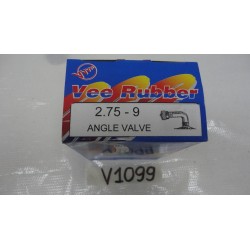 Vee Rubber
2.75 - 9
ANGLE VALVE
V1099